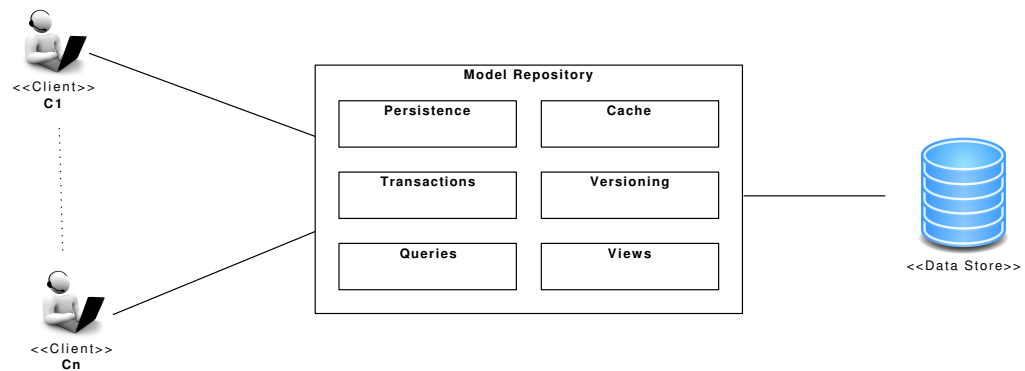 <<Client>>
C1
Model Repository
Persistence
Cache
Transactions
Versioning
Queries
Views
<<Data Store>>
<<Client>>
Cn